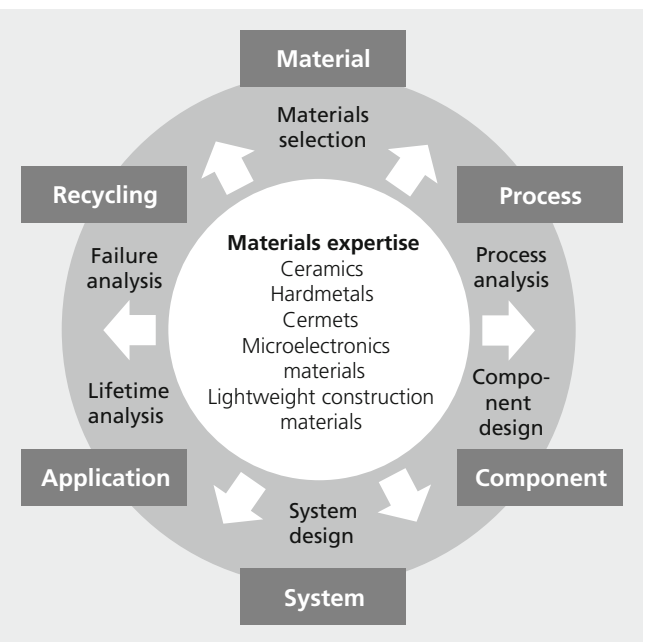 Material
Materials
selection
Recycling
Process
Materials expertise
Ceramics
Hardmetals
Cermets
Microelectronics
materials
Lightweight construction
materials
Failure
analysis
Process
analysis
Lifetime
analysis
Compo-
nent
design
Application
Component
System
design
System